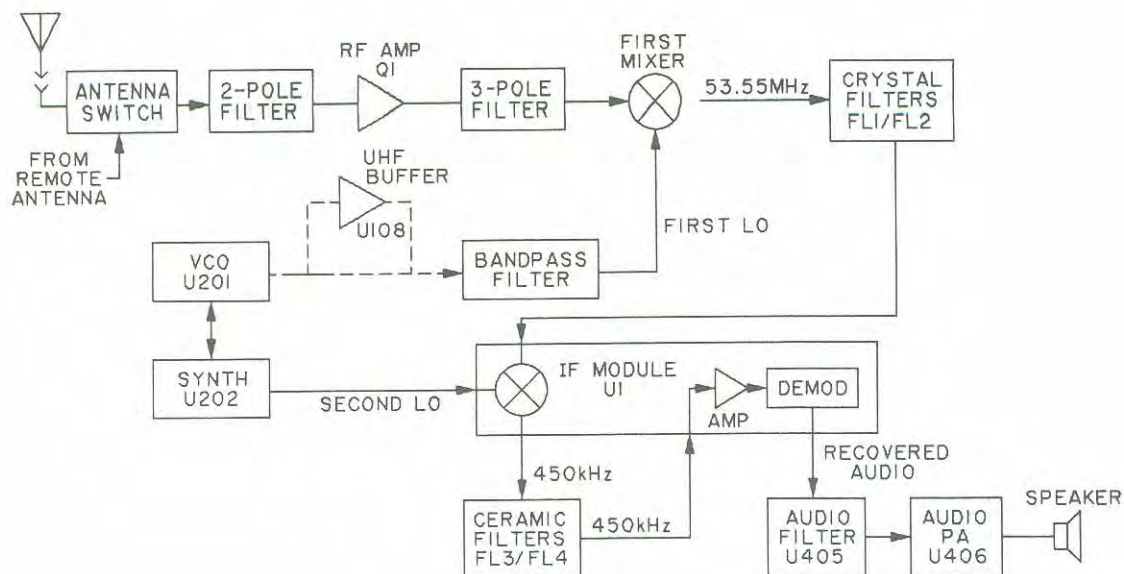 RF AMP
Q1
FIRST
MIXER
ANTENNA
SWITCH
2-POLE
FILTER
3-POLE
FILTER
53.55MHz
CRYSTAL
FILTERS
FL1/FL2
FROM
REMOTE
ANTENNA
UHF
BUFFER
U108
FIRST LO
VCO
U201
BANDPASS
FILTER
SYNTH
U202
SECOND LO
IF MODULE
U1
AMP
DEMOD
RECOVERED
AUDIO
450kHz
CERAMIC
FILTERS
FL3/FL4
450kHz
AUDIO
FILTER
U405
AUDIO
PA
U406
SPEAKER